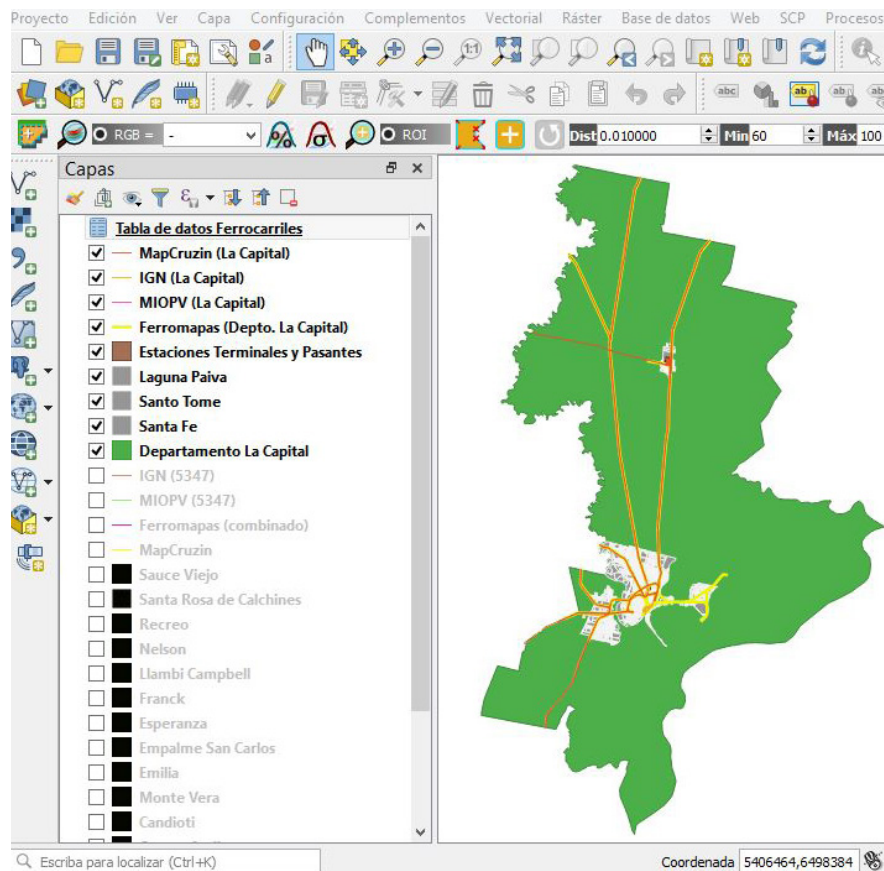 Proyecto Edición Ver Capa Configuración Complementos Vectorial Ráster Base de datos Web SCP Procesos
RGB = - ROI Dist 0.010000 Min 60 Máx 100
Capas
Tabla de datos Ferrocarriles
MapCruzin (La Capital)
IGN (La Capital)
MIOPV (La Capital)
Ferromapas (Depto. La Capital)
Estaciones Terminales y Pasantes
Laguna Paiva
Santo Tome
Santa Fe
Departamento La Capital
IGN (5347)
MIOPV (5347)
Ferromapas (combinado)
MapCruzin
Sauce Viejo
Santa Rosa de Calchines
Recreo
Nelson
Llambi Campbell
Franck
Esperanza
Empalme San Carlos
Emilia
Monte Vera
Candioti
Escriba para localizar (Ctrl+K) Coordenada 5406464,6498384